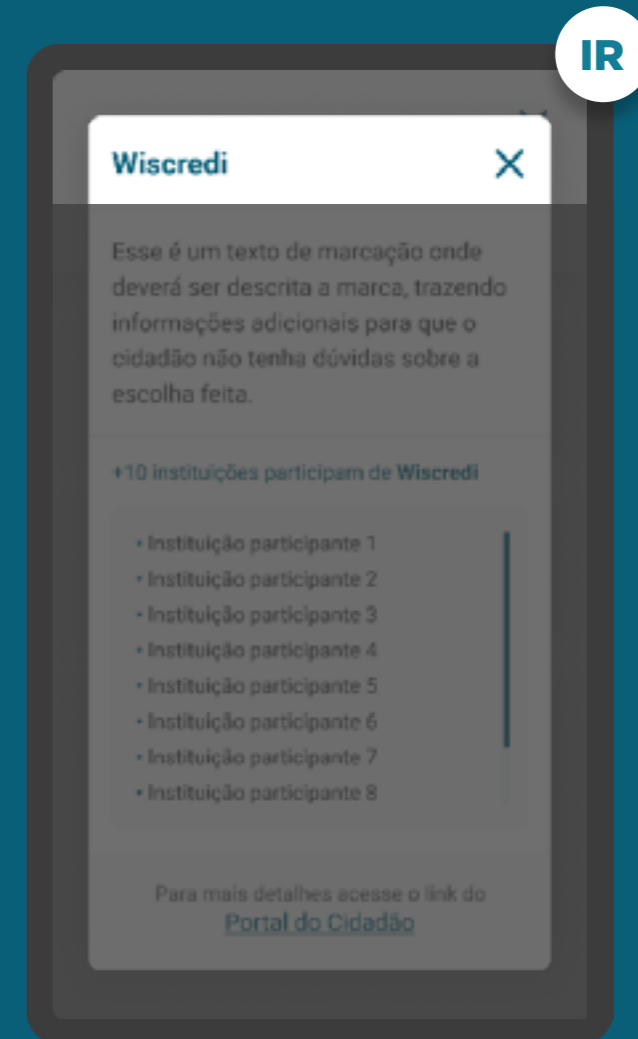 IR
Wiscredi
Esse é um texto de marcação onde
deverá ser descrita a marca, trazendo
informações adicionais para que o
cidadão não tenha dúvidas sobre a
escolha feita.
+10 instituições participam de Wiscredi
• Instituição participante 1
• Instituição participante 2
• Instituição participante 3
• Instituição participante 4
• Instituição participante 5
• Instituição participante 6
• Instituição participante 7
• Instituição participante 8
Para mais detalhes acesse o link do
Portal do Cidadão